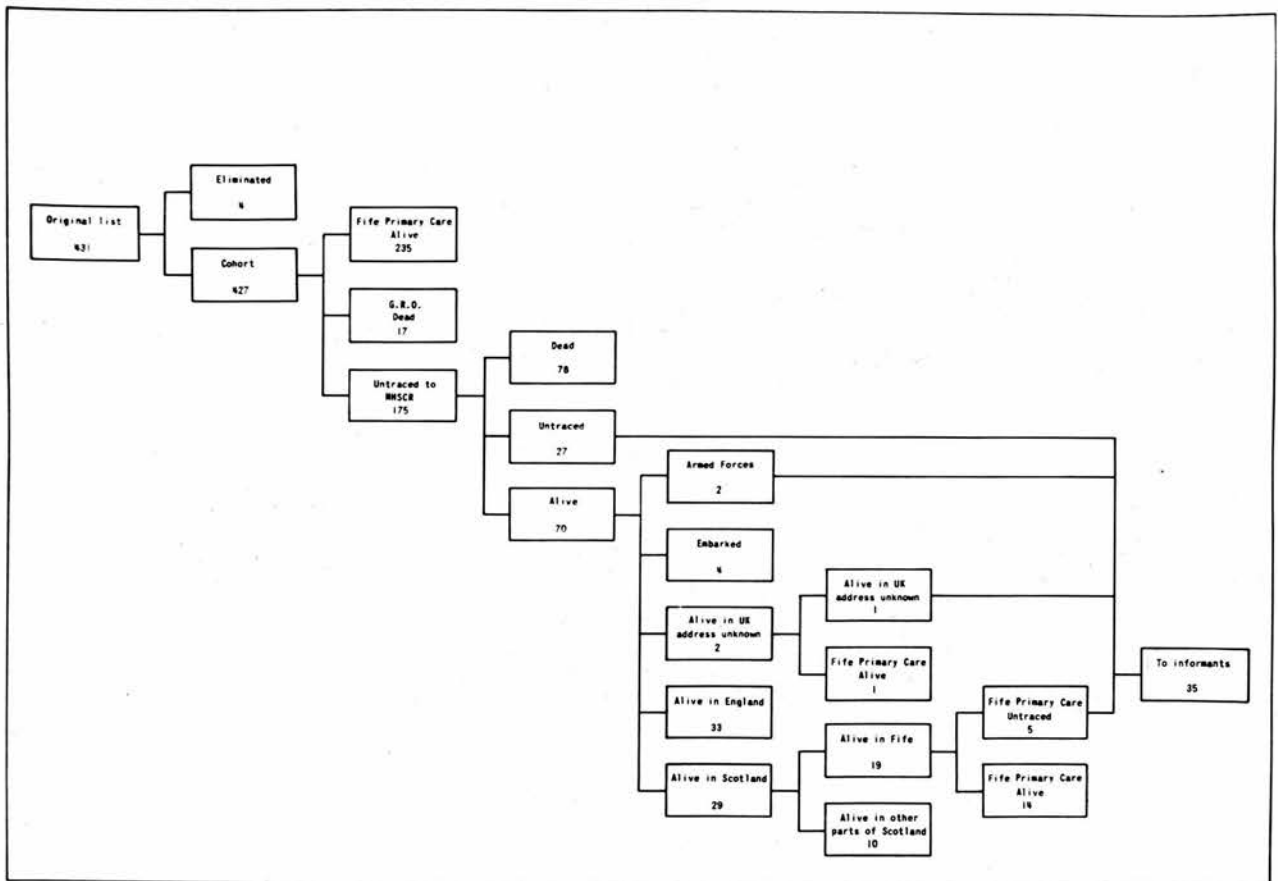 Original list
431
Eliminated
4
Cohort
427
Fife Primary Care
Alive
235
G.R.O.
Dead
17
Untraced to
NHSCR
175
Dead
78
Untraced
27
Alive
70
Armed Forces
2
Embarked
4
Alive in UK
address unknown
2
Alive in England
33
Alive in Scotland
29
Alive in UK
address unknown
1
Fife Primary Care
Alive
1
Alive in Fife
19
Alive in other
parts of Scotland
10
Fife Primary Care
Untraced
5
Fife Primary Care
Alive
14
To informants
35